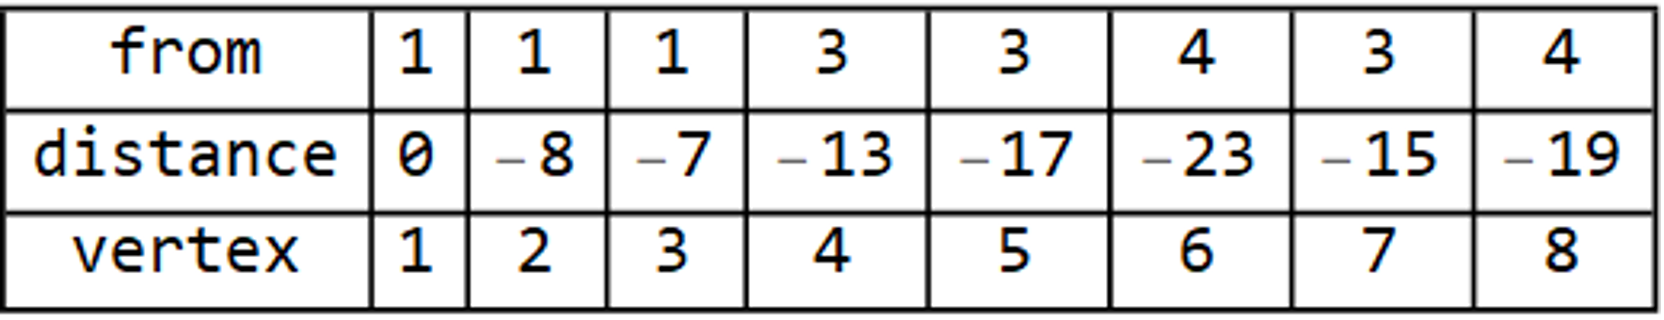 from 1 1 1 3 3 4 3 4
distance 0 −8 −7 −13 −17 −23 −15 −19
vertex 1 2 3 4 5 6 7 8